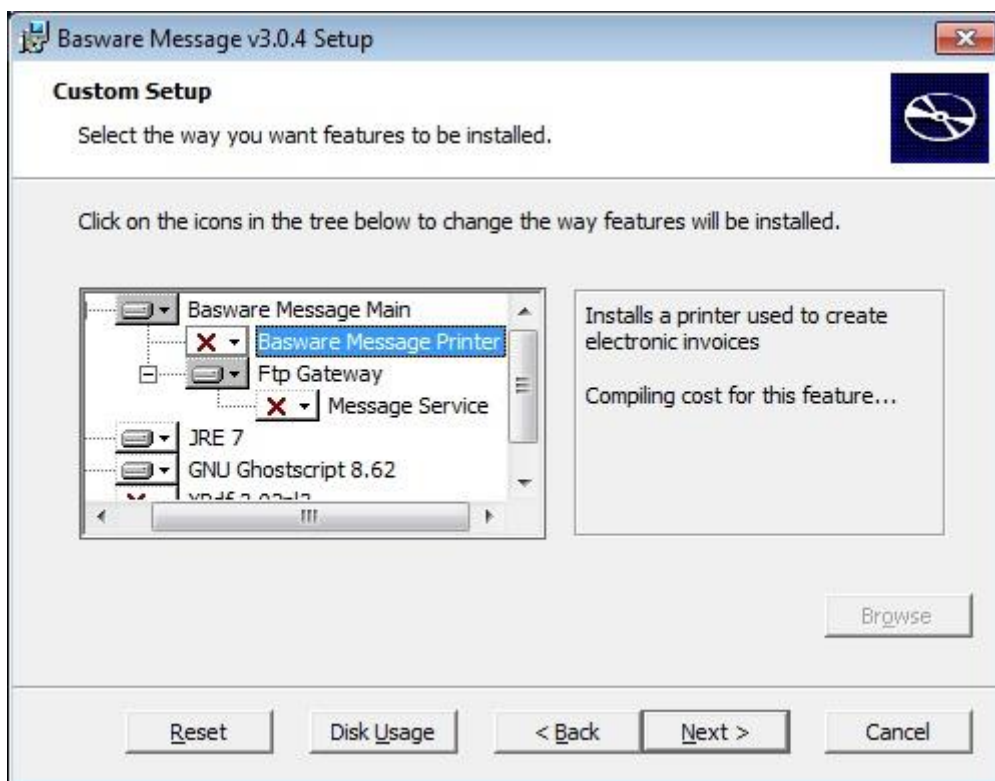 Basware Message v3.0.4 Setup
Custom Setup
Select the way you want features to be installed.
Click on the icons in the tree below to change the way features will be installed.
Basware Message Main
Basware Message Printer
Ftp Gateway
Message Service
JRE 7
GNU Ghostscript 8.62
Installs a printer used to create
electronic invoices
Compiling cost for this feature...
Browse
Reset
Disk Usage
< Back
Next >
Cancel